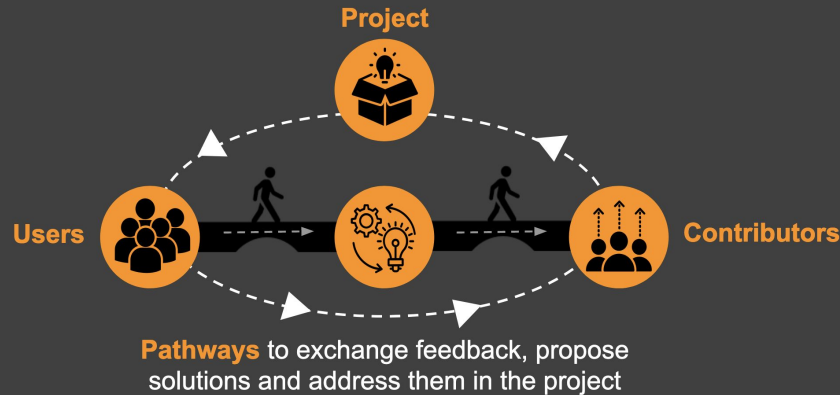 Project
Users
Contributors
Pathways to exchange feedback, propose
solutions and address them in the project